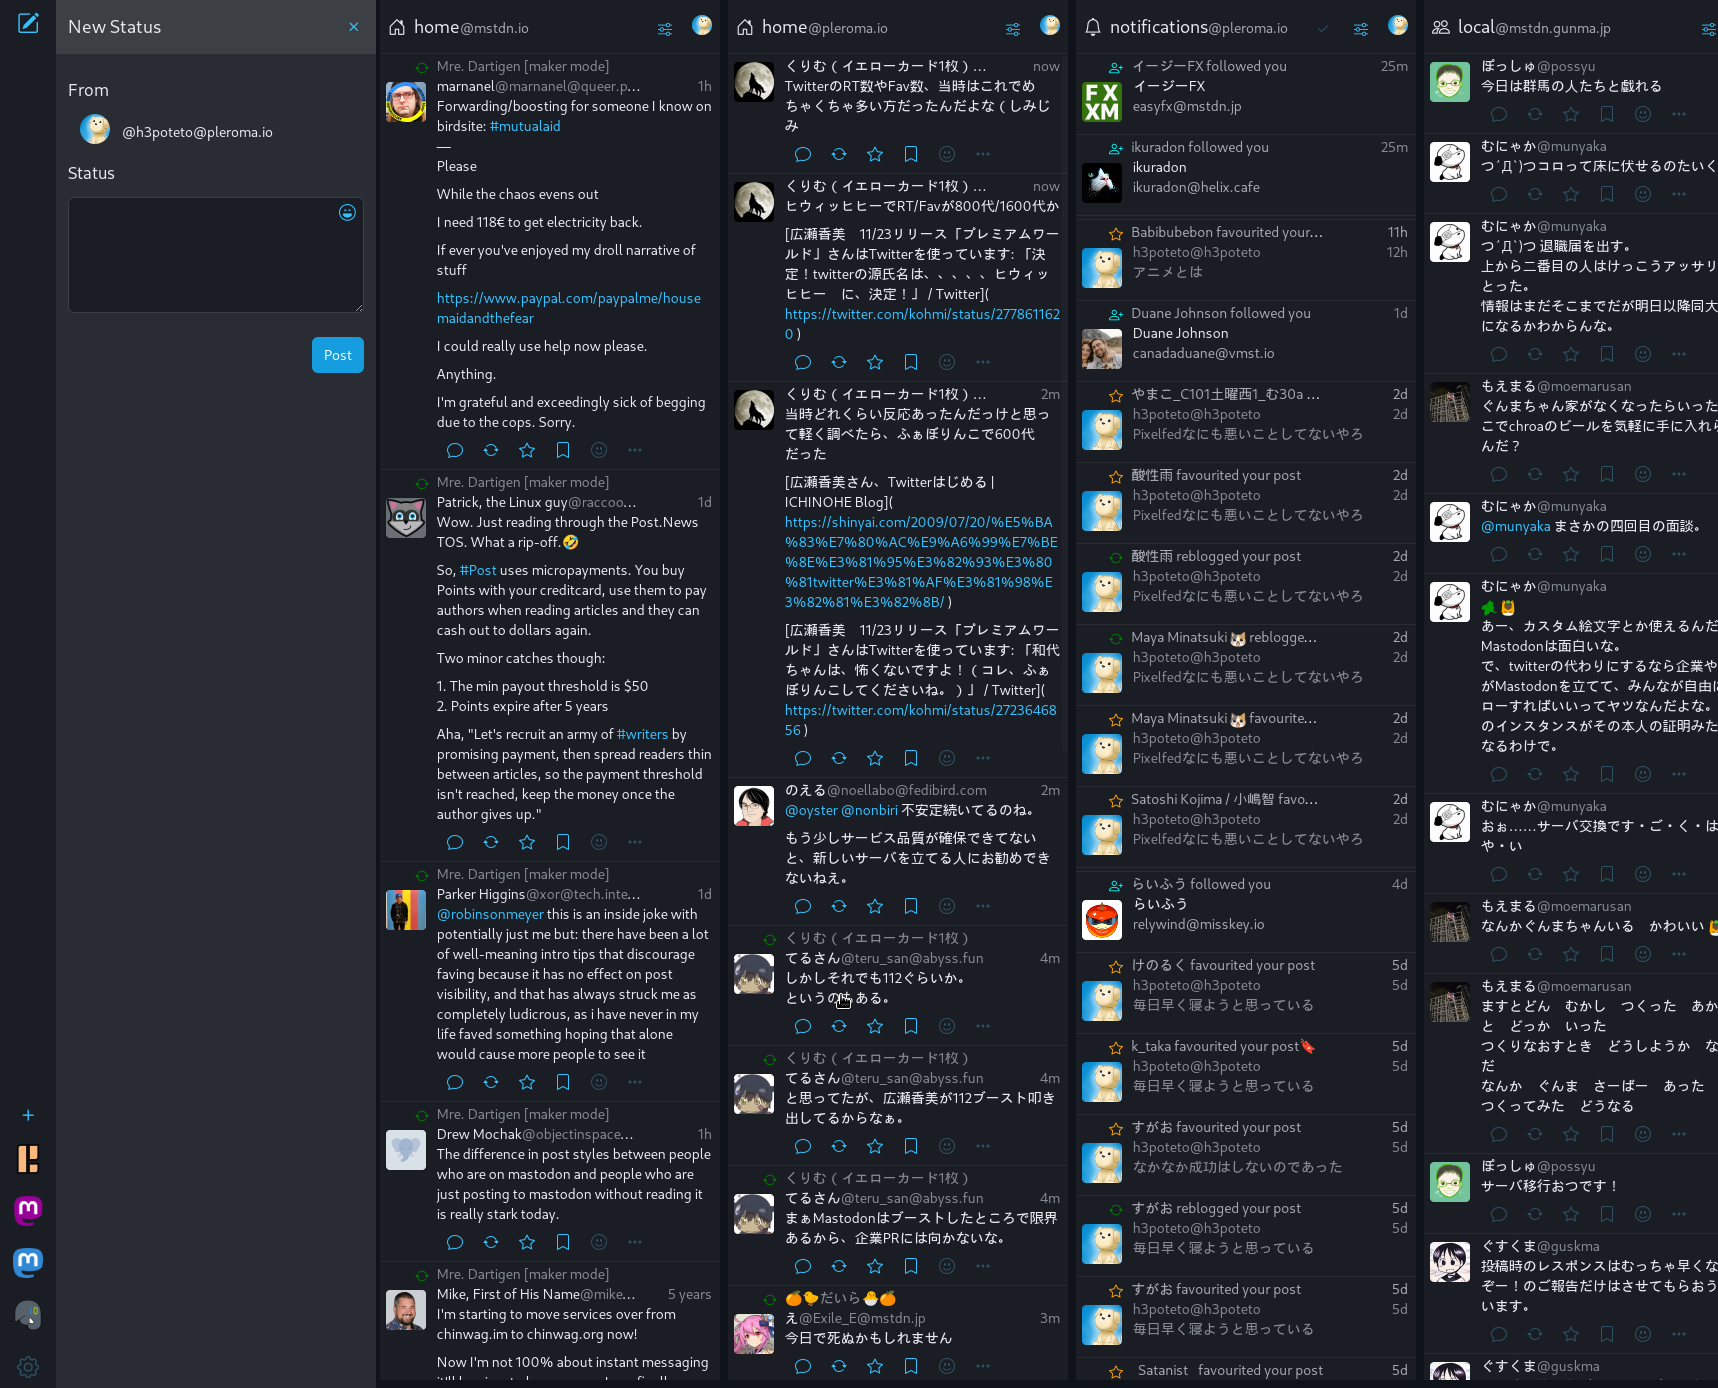 New Status
×
From
@h3poteto@pleroma.io
Status
Post
home@mstdn.io
Mre. Dartigen [maker mode]
marnanel@marnanel@queer.p... 1h
Forwarding/boosting for someone I know on
birdsite: #mutualaid
—
Please
While the chaos evens out
I need 118€ to get electricity back.
If ever you've enjoyed my droll narrative of
stuff
https://www.paypal.com/paypalme/house
maidandthefear
I could really use help now please.
Anything.
I'm grateful and exceedingly sick of begging
due to the cops. Sorry.
Mre. Dartigen [maker mode]
Patrick, the Linux guy@raccoo... 1d
Wow. Just reading through the Post.News
TOS. What a rip-off.🤣
So, #Post uses micropayments. You buy
Points with your creditcard, use them to pay
authors when reading articles and they can
cash out to dollars again.
Two minor catches though:
1. The min payout threshold is $50
2. Points expire after 5 years
Aha, "Let's recruit an army of #writers by
promising payment, then spread readers thin
between articles, so the payment threshold
isn't reached, keep the money once the
author gives up."
Mre. Dartigen [maker mode]
Parker Higgins@xor@tech.inte... 1d
@robinsonmeyer this is an inside joke with
potentially just me but: there have been a lot
of well-meaning intro tips that discourage
faving because it has no effect on post
visibility, and that has always struck me as
completely ludicrous, as i have never in my
life faved something hoping that alone
would cause more people to see it
Mre. Dartigen [maker mode]
Drew Mochak@objectinspace... 1h
The difference in post styles between people
who are on mastodon and people who are
just posting to mastodon without reading it
is really stark today.
Mre. Dartigen [maker mode]
Mike, First of His Name@mike... 5 years
I'm starting to move services over from
chinwag.im to chinwag.org now!
Now I'm not 100% about instant messaging
home@pleroma.io
くりむ（イエローカード1枚）... now
TwitterのRT数やFav数、当時はこれでめ
ちゃくちゃ多い方だったんだよな（しみじ
み
くりむ（イエローカード1枚）... now
ヒウィッヒヒーでRT/Favが800代/1600代か
[広瀬香美　11/23リリース「プレミアムワー
ルド」さんはTwitterを使っています: 「決
定！twitterの源氏名は、、、、、ヒウィッ
ヒヒー　に、決定！」 / Twitter](
https://twitter.com/kohmi/status/277861162
0 )
くりむ（イエローカード1枚）... 2m
当時どれくらい反応あったんだっけと思っ
て軽く調べたら、ふぁぼりんこで600代
だった
[広瀬香美さん、Twitterはじめる |
ICHINOHE Blog](
https://shinyai.com/2009/07/20/%E5%BA
%83%E7%80%AC%E9%A6%99%E7%BE
%8E%E3%81%95%E3%82%93%E3%80
%81twitter%E3%81%AF%E3%81%98%E
3%82%81%E3%82%8B/ )
[広瀬香美　11/23リリース「プレミアムワー
ルド」さんはTwitterを使っています: 「和代
ちゃんは、怖くないですよ！（コレ、ふぁ
ぼりんこしてくださいね。）」 / Twitter](
https://twitter.com/kohmi/status/27236468
56 )
のえる@noellabo@fedibird.com 2m
@oyster @nonbiri 不安定続いてるのね。
もう少しサービス品質が確保できてない
と、新しいサーバを立てる人にお勧めでき
ないねえ。
くりむ（イエローカード1枚）
てるさん@teru_san@abyss.fun 4m
しかしそれでも112ぐらいか。
というのもある。
くりむ（イエローカード1枚）
てるさん@teru_san@abyss.fun 4m
と思ってたが、広瀬香美が112ブースト叩き
出してるからなぁ。
くりむ（イエローカード1枚）
てるさん@teru_san@abyss.fun 4m
まぁMastodonはブーストしたところで限界
あるから、企業PRには向かないな。
🍊🐤だいら🐣🍊
え@Exile_E@mstdn.jp 3m
今日で死ぬかもしれません
notifications@pleroma.io
イージーFX followed you 25m
イージーFX
easyfx@mstdn.jp
FX
XM
ikuradon followed you 25m
ikuradon
ikuradon@helix.cafe
Babibubebon favourited your... 11h
h3poteto@h3poteto 12h
アニメとは
Duane Johnson followed you 1d
Duane Johnson
canadaduane@vmst.io
やまこ_C101土曜西1_む30a ... 2d
h3poteto@h3poteto 2d
Pixelfedなにも悪いことしてないやろ
酸性雨 favourited your post 2d
h3poteto@h3poteto 2d
Pixelfedなにも悪いことしてないやろ
酸性雨 reblogged your post 2d
h3poteto@h3poteto 2d
Pixelfedなにも悪いことしてないやろ
Maya Minatsuki🐱 reblogge... 2d
h3poteto@h3poteto 2d
Pixelfedなにも悪いことしてないやろ
Maya Minatsuki🐱 favourite... 2d
h3poteto@h3poteto 2d
Pixelfedなにも悪いことしてないやろ
Satoshi Kojima / 小嶋智 favo... 2d
h3poteto@h3poteto 2d
Pixelfedなにも悪いことしてないやろ
らいふう followed you 4d
らいふう
relywind@misskey.io
けのるく favourited your post 5d
h3poteto@h3poteto 5d
毎日早く寝ようと思っている
k_taka favourited your post🔖 5d
h3poteto@h3poteto 5d
毎日早く寝ようと思っている
すがお favourited your post 5d
h3poteto@h3poteto 5d
なかなか成功はしないのであった
すがお reblogged your post 5d
h3poteto@h3poteto 5d
毎日早く寝ようと思っている
すがお favourited your post 5d
h3poteto@h3poteto 5d
毎日早く寝ようと思っている
_Satanist_ favourited your post 5d
local@mstdn.gunma.jp
ぽっしゅ@possyu
今日は群馬の人たちと戯れる
むにゃか@munyaka
つ´Д`)つコロって床に伏せるのたいく
むにゃか@munyaka
つ´Д`)つ 退職届を出す。
上から二番目の人はけっこうアッサリ
とった。
情報はまだそこまでだが明日以降同大
になるかわからんな。
もえまる@moemarusan
ぐんまちゃん家がなくなったらいった
こでchroaのビールを気軽に手に入れら
んだ？
むにゃか@munyaka
@munyaka まさかの四回目の面談。
むにゃか@munyaka
あー、カスタム絵文字とか使えるんだ
Mastodonは面白いな。
で、twitterの代わりにするなら企業や
がMastodonを立てて、みんなが自由に
ローすればいいってヤツなんだよな。
のインスタンスがその本人の証明みた
なるわけで。
むにゃか@munyaka
おぉ……サーバ交換です・ご・く・は
や・い
もえまる@moemarusan
なんかぐんまちゃんいる　かわいい
もえまる@moemarusan
ますとどん　むかし　つくった　あか
と　どっか　いった
つくりなおすとき　どうしようか　な
だ
なんか　ぐんま　さーばー　あった
つくってみた　どうなる
ぽっしゅ@possyu
サーバ移行おつです！
ぐすくま@guskma
投稿時のレスポンスはむっちゃ早くな
ぞー！のご報告だけはさせてもらおう
います。
ぐすくま@guskma